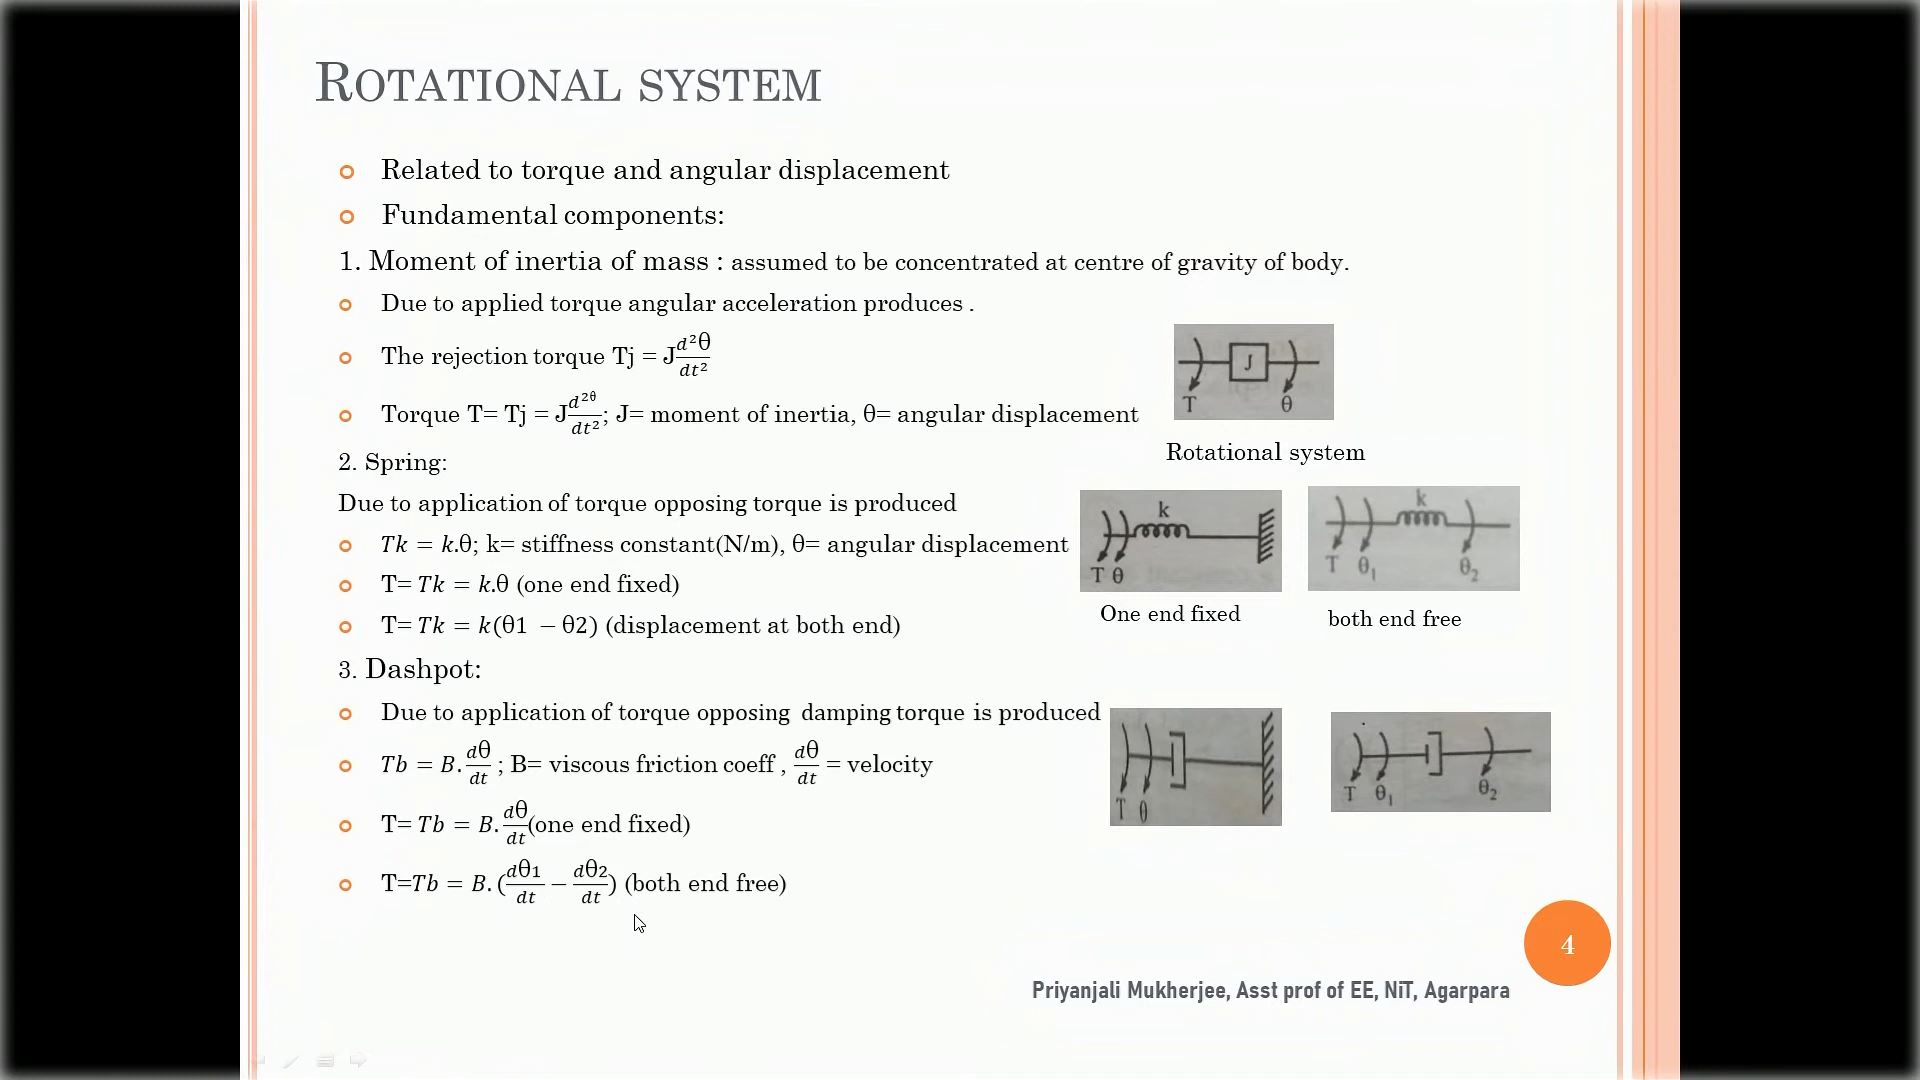 ROTATIONAL SYSTEM
Related to torque and angular displacement
Fundamental components:
1. Moment of inertia of mass : assumed to be concentrated at centre of gravity of body.
Due to applied torque angular acceleration produces .
The rejection torque Tj = J d²θ/dt²
Torque T= Tj = J d²θ/dt²; J= moment of inertia, θ= angular displacement
J
T θ
Rotational system
2. Spring:
Due to application of torque opposing torque is produced
Tk = k.θ; k= stiffness constant(N/m), θ= angular displacement
T= Tk = k.θ (one end fixed)
T= Tk = k(θ1 − θ2) (displacement at both end)
k
T θ
One end fixed
k
T θ₁ θ₂
both end free
3. Dashpot:
Due to application of torque opposing damping torque is produced
Tb = B.dθ/dt ; B= viscous friction coeff , dθ/dt = velocity
T= Tb = B.dθ/dt(one end fixed)
T=Tb = B.(dθ1/dt − dθ2/dt) (both end free)
T θ
T θ₁ θ₂
4
Priyanjali Mukherjee, Asst prof of EE, NiT, Agarpara